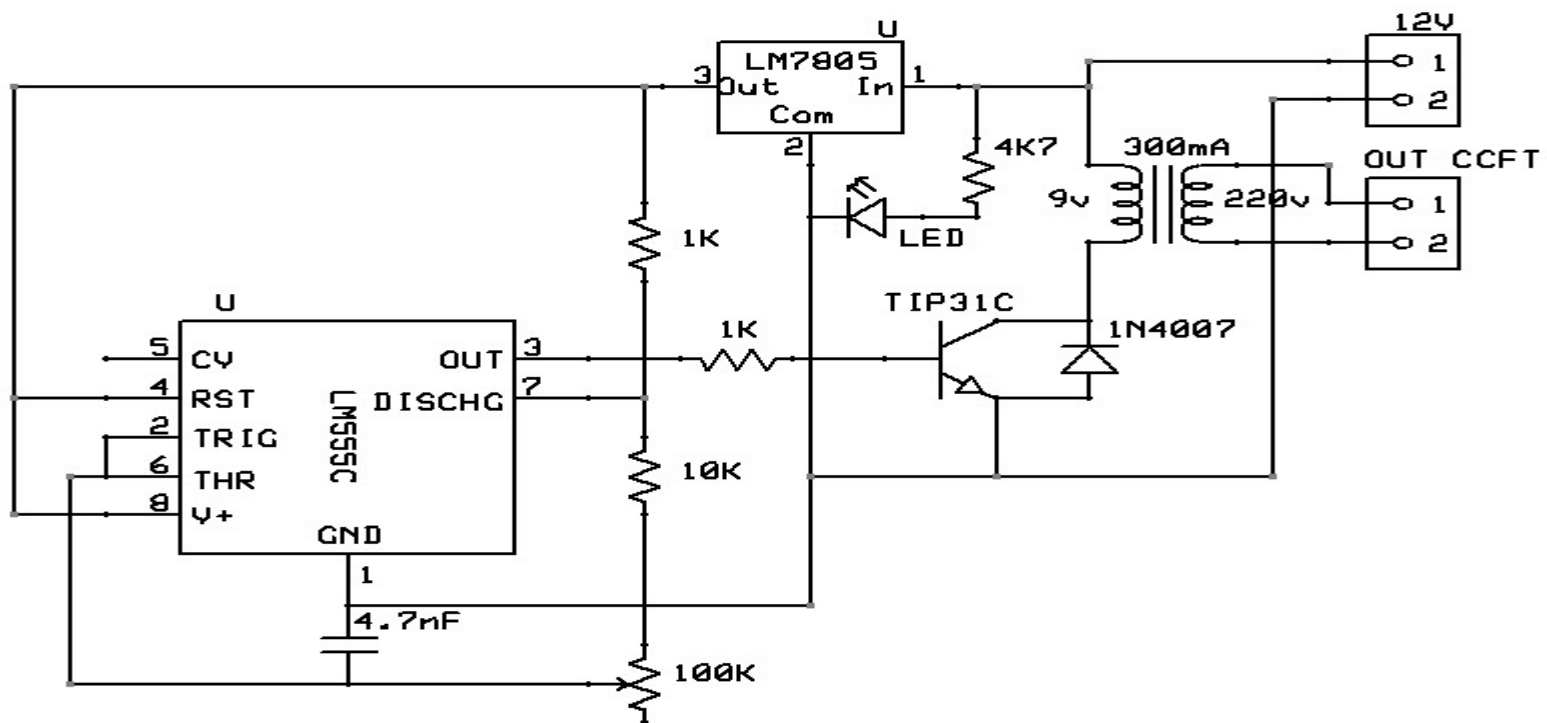 12V
U
LM7805
3 Out In 1
Com
2
1
2
4K7
300mA
OUT CCFT
9v
220v
1
2
LED
1K
U
TIP31C
1N4007
1K
5 CV
OUT 3
4 RST
DISCHG 7
2 TRIG
6 THR
8 V+
LM555C
GND
1
10K
4.7nF
100K